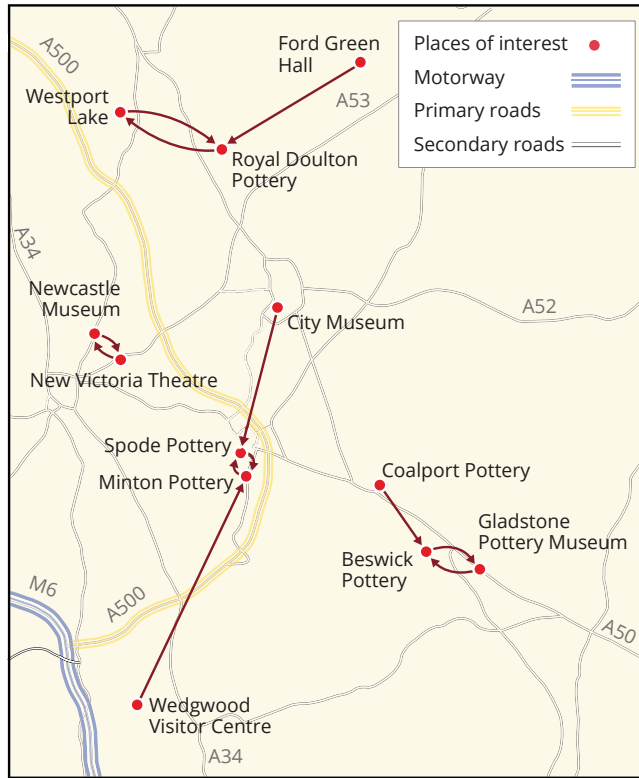 A500
Ford Green
Hall
Places of interest
Motorway
Primary roads
Secondary roads
Westport
Lake
A53
Royal Doulton
Pottery
A34
Newcastle
Museum
City Museum
A52
New Victoria Theatre
Spode Pottery
Minton Pottery
Coalport Pottery
Gladstone
Pottery Museum
Beswick
Pottery
M6
A500
A50
Wedgwood
Visitor Centre
A34